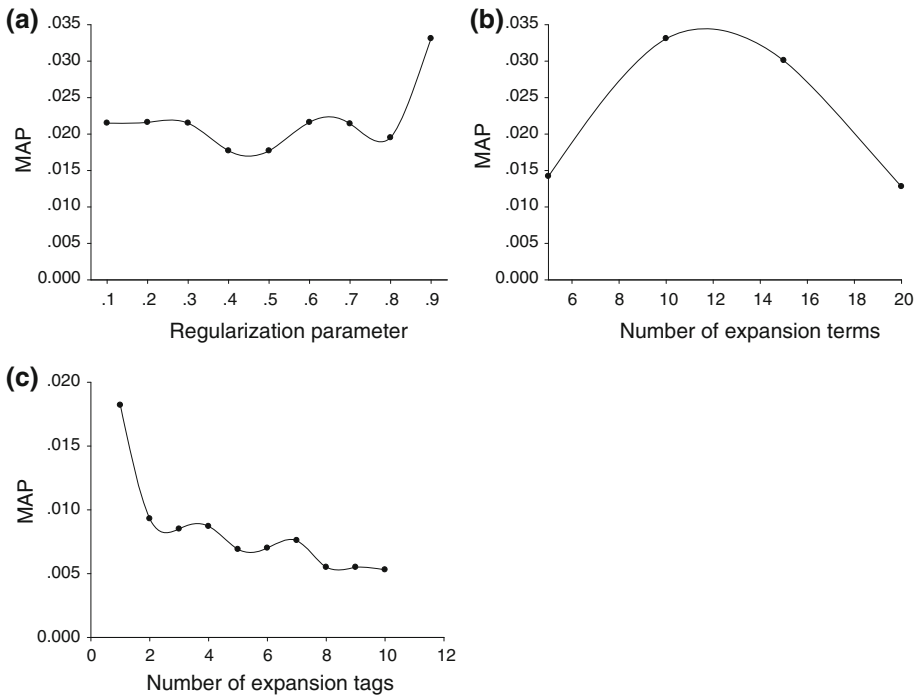 (a)
MAP
.035
.030
.025
.020
.015
.010
.005
0.000
.1 .2 .3 .4 .5 .6 .7 .8 .9
Regularization parameter
(b)
MAP
.035
.030
.025
.020
.015
.010
.005
0.000
6 8 10 12 14 16 18 20
Number of expansion terms
(c)
MAP
.020
.015
.010
.005
0.000
0 2 4 6 8 10 12
Number of expansion tags